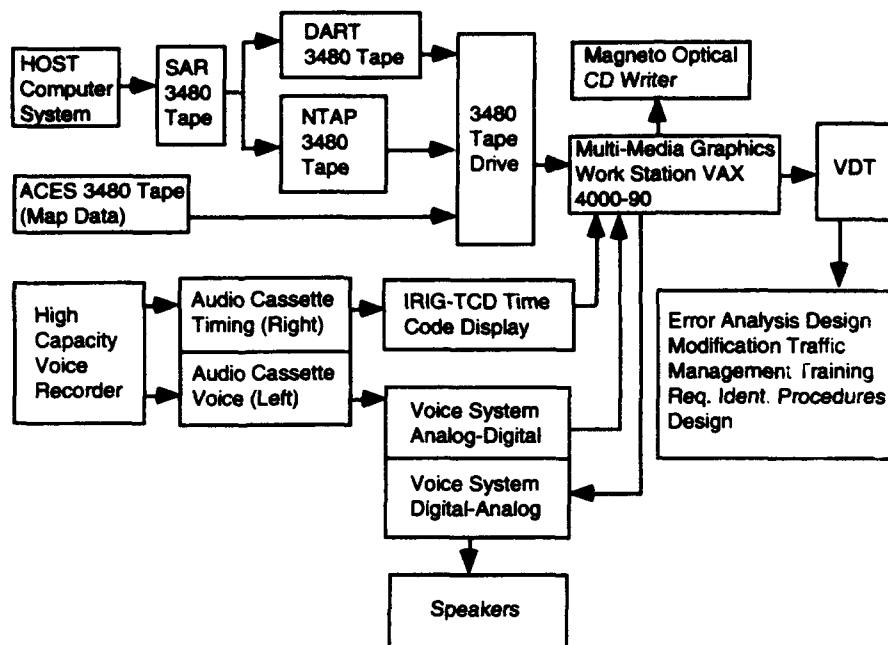 HOST
Computer
System
SAR
3480
Tape
DART
3480 Tape
NTAP
3480
Tape
3480
Tape
Drive
Magneto Optical
CD Writer
Multi-Media Graphics
Work Station VAX
4000-90
VDT
ACES 3480 Tape
(Map Data)
High
Capacity
Voice
Recorder
Audio Cassette
Timing (Right)
Audio Cassette
Voice (Left)
IRIG-TCD Time
Code Display
Voice System
Analog-Digital
Voice System
Digital-Analog
Speakers
Error Analysis Design
Modification Traffic
Management Training
Req. Ident. Procedures
Design